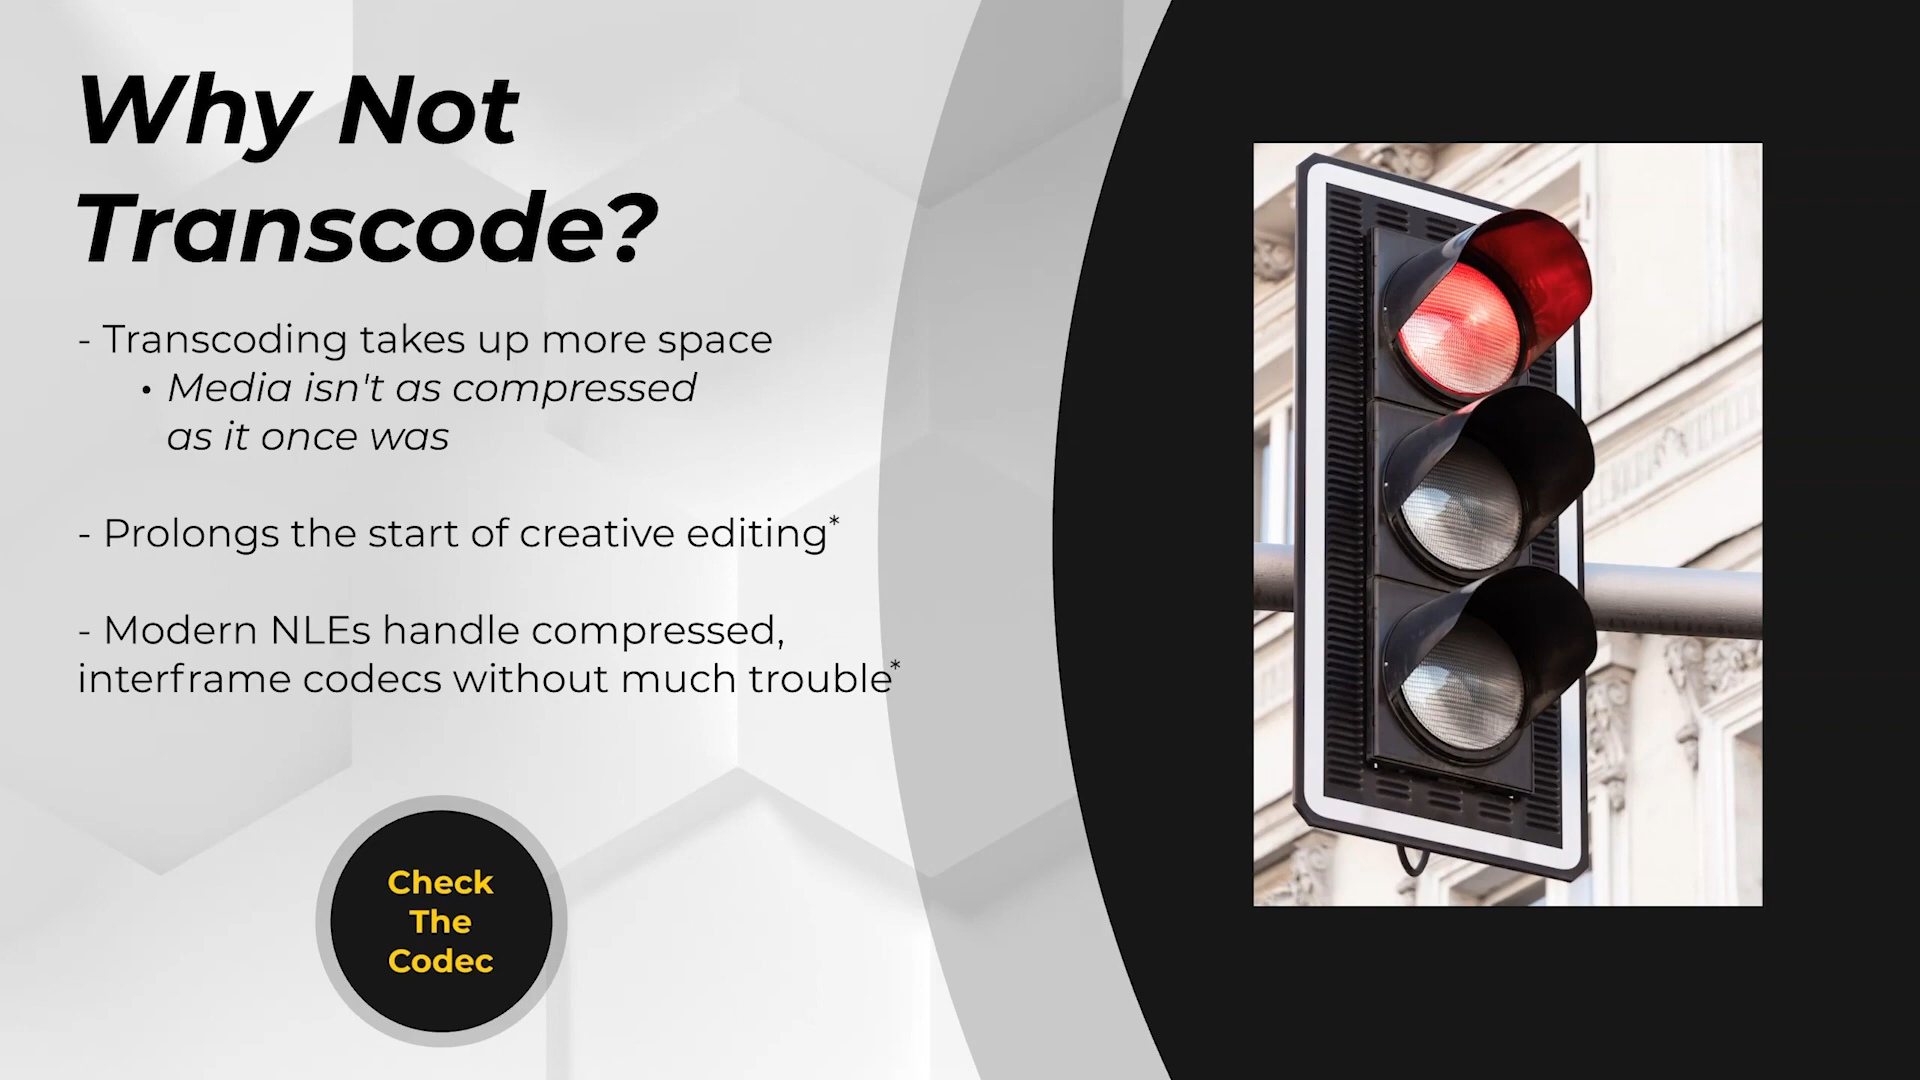 Why Not
Transcode?
- Transcoding takes up more space
• Media isn't as compressed
as it once was
- Prolongs the start of creative editing*
- Modern NLEs handle compressed,
interframe codecs without much trouble*
Check
The
Codec